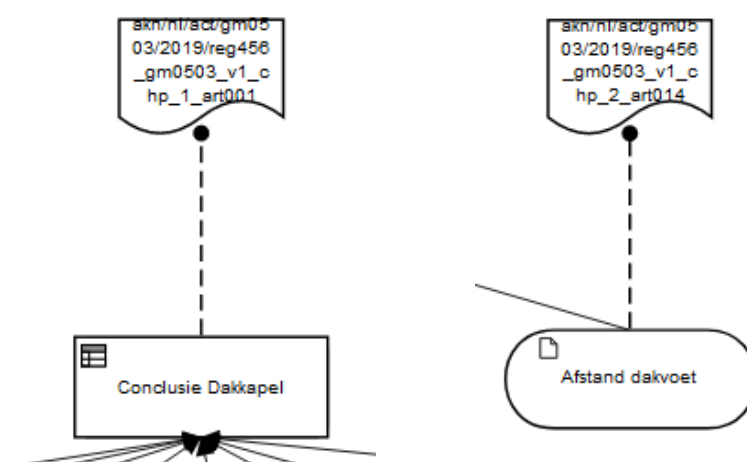 akn/nl/act/gm05
03/2019/reg456
_gm0503_v1_c
hp_1_art001
Conclusie Dakkapel
akn/nl/act/gm05
03/2019/reg456
_gm0503_v1_c
hp_2_art014
Afstand dakvoet